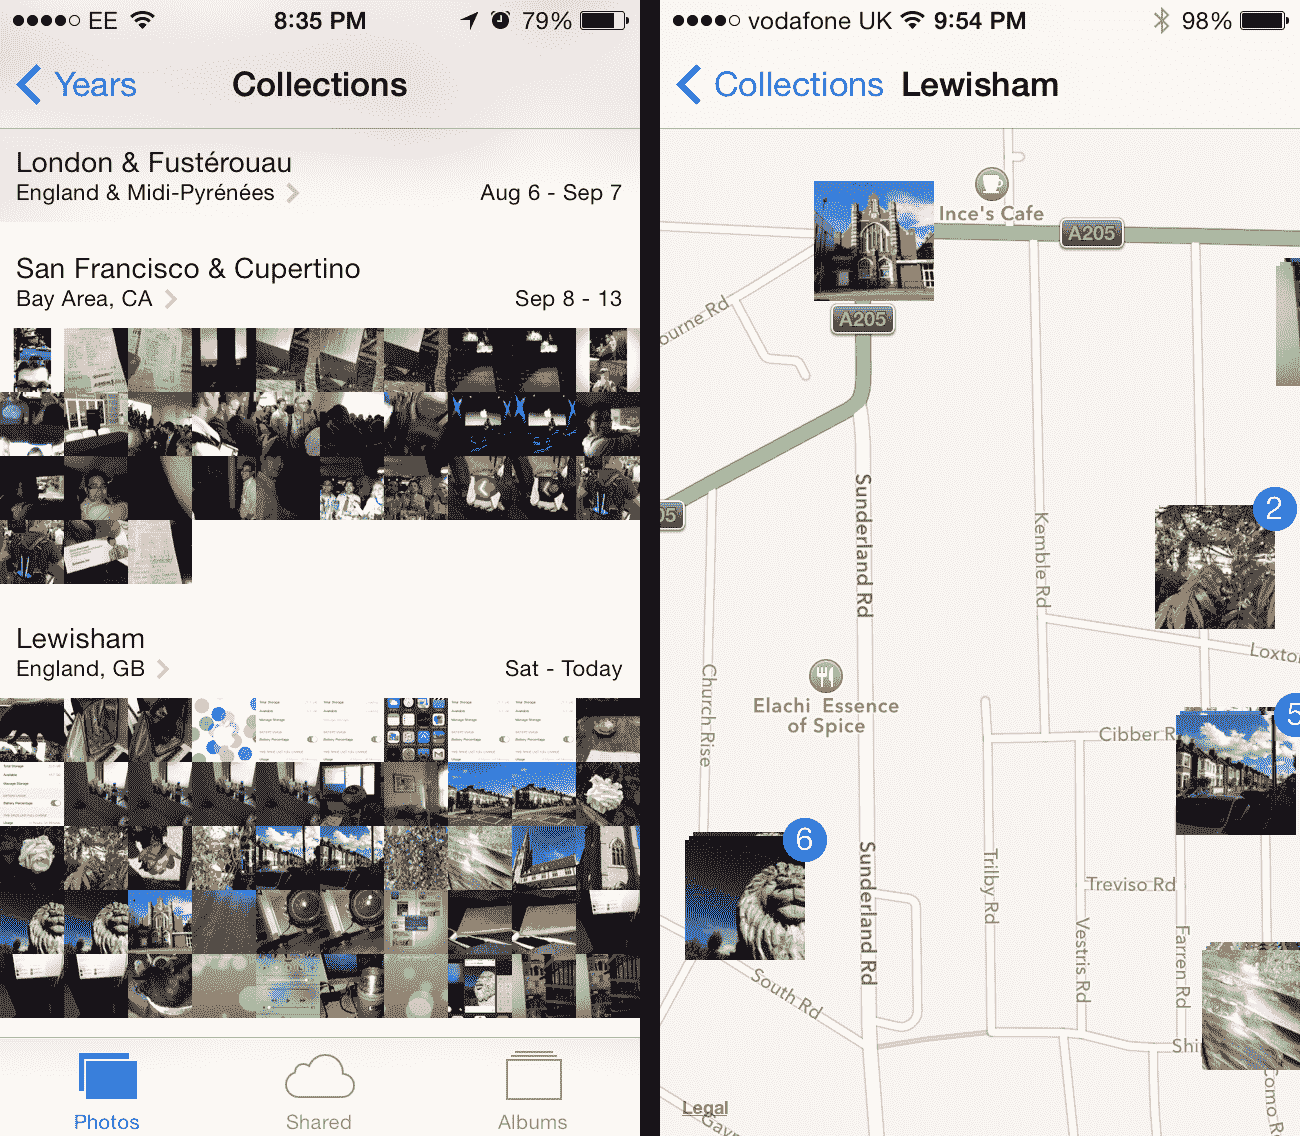 EE 8:35 PM 79%
Years Collections
London & Fustérouau
England & Midi-Pyrénées Aug 6 - Sep 7
San Francisco & Cupertino
Bay Area, CA Sep 8 - 13
Lewisham
England, GB Sat - Today
Photos Shared Albums
vodafone UK 9:54 PM 98%
Collections Lewisham
Ince's Cafe
A205
A205
ourne Rd
05
Sunderland Rd
Kemble Rd
2
Loxto
Church Rise
Elachi Essence
of Spice
Cibber R
5
6
Sunderland Rd
Trilby Rd
Treviso Rd
Vestris Rd
Farren Rd
South Rd
Shi
Como R
Legal